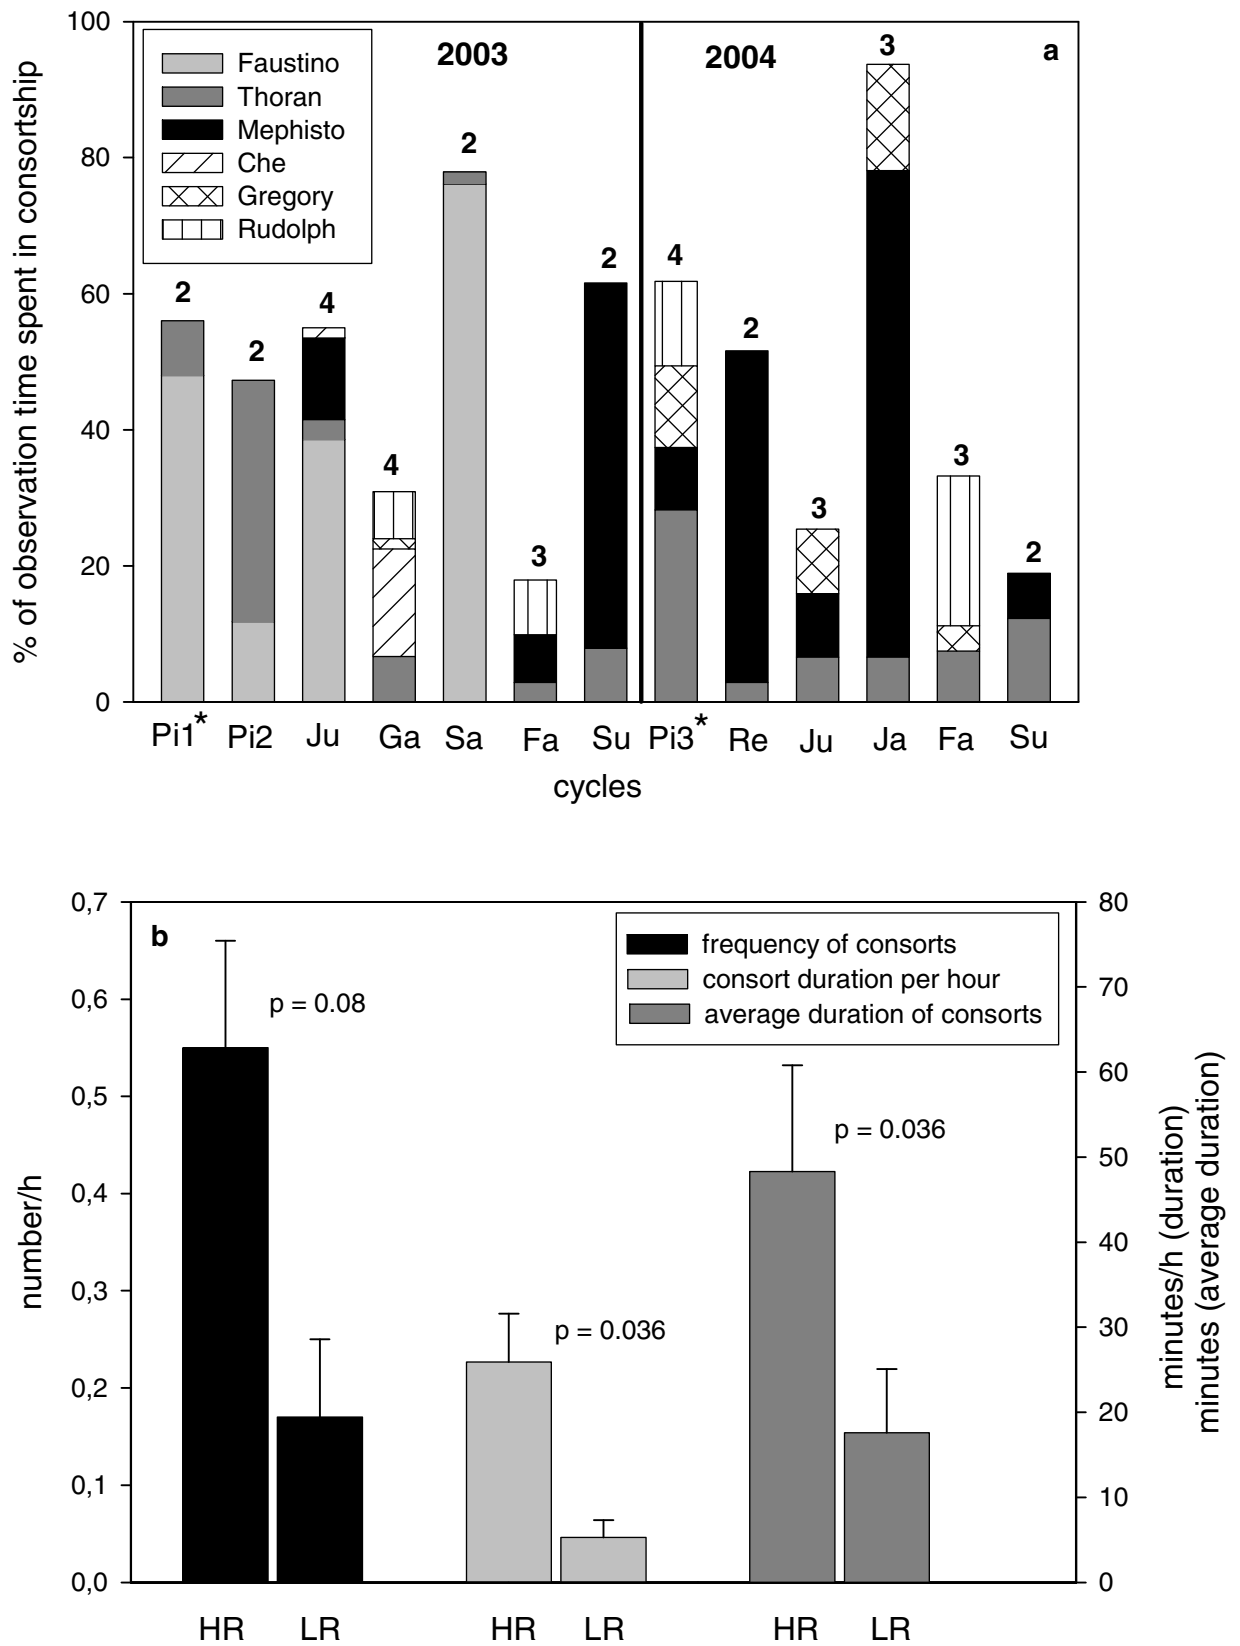 100
80
60
40
20
0
% of observation time spent in consortship
Faustino
Thoran
Mephisto
Che
Gregory
Rudolph
2003
2004
a
2
2
4
4
2
3
2
4
2
3
3
3
2
Pi1* Pi2 Ju Ga Sa Fa Su Pi3* Re Ju Ja Fa Su
cycles
0,7
0,6
0,5
0,4
0,3
0,2
0,1
0,0
number/h
b
frequency of consorts
consort duration per hour
average duration of consorts
p = 0.08
p = 0.036
p = 0.036
80
70
60
50
40
30
20
10
0
minutes/h (duration)
minutes (average duration)
HR LR HR LR HR LR